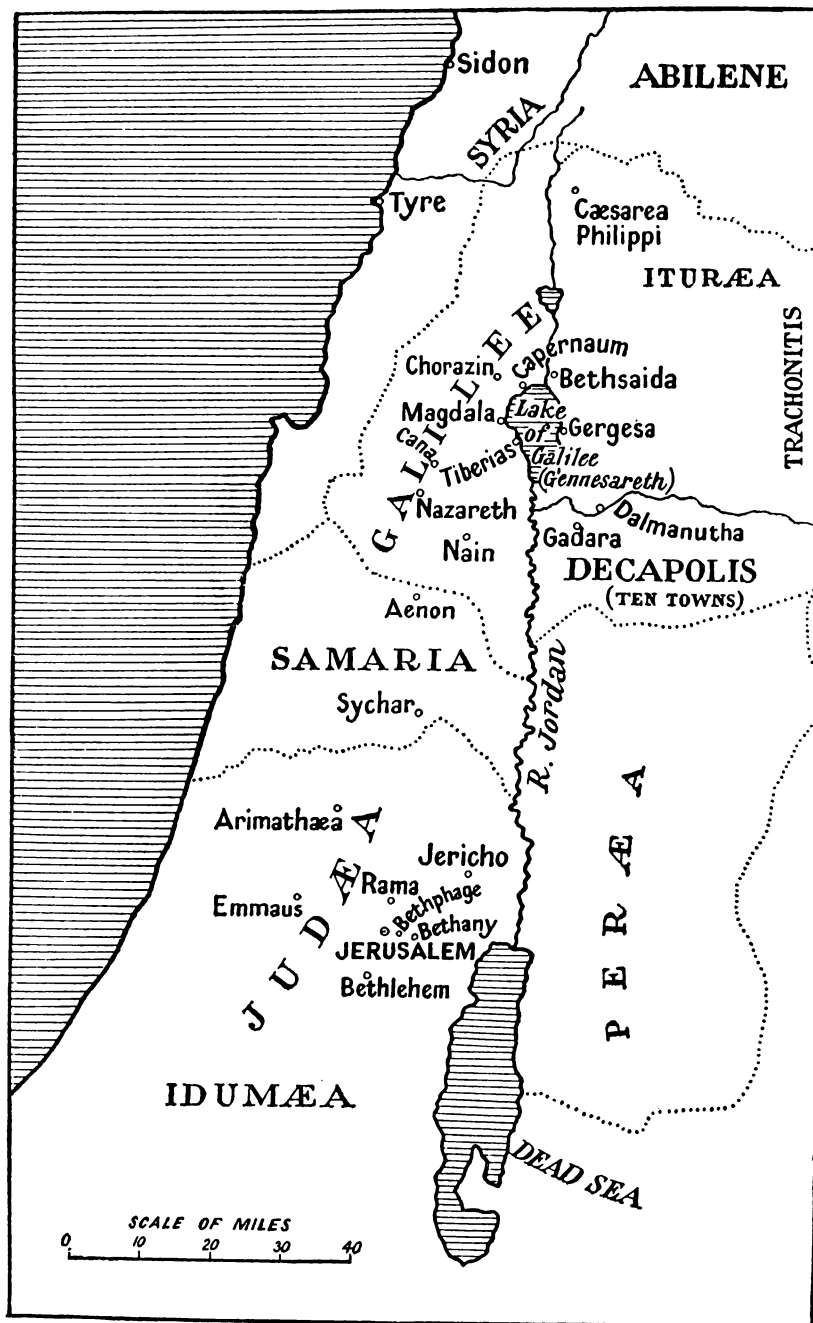 Sidon
ABILENE
SYRIA
Tyre
Cæsarea
Philippi
ITURÆA
TRACHONITIS
GALILEE
Chorazin
Capernaum
Bethsaida
Magdala
Lake
of
Galilee
(Gennesareth)
Gergesa
Cana
Tiberias
Nazareth
Dalmanutha
Nain
Gadara
DECAPOLIS
(TEN TOWNS)
Aenon
SAMARIA
R. Jordan
Sychar
PERÆA
Arimathæa
JUDÆA
Jericho
Rama
Emmaus
Bethphage
Bethany
JERUSALEM
Bethlehem
IDUMÆA
DEAD SEA
SCALE OF MILES
0 10 20 30 40